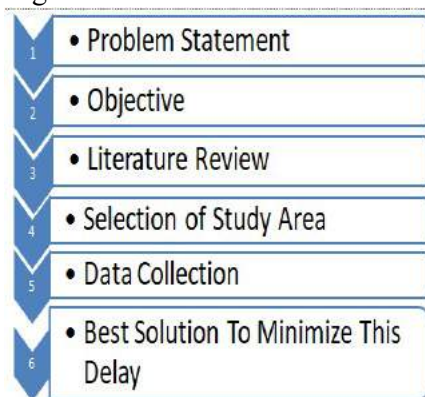 1
• Problem Statement
2
• Objective
3
• Literature Review
4
• Selection of Study Area
5
• Data Collection
6
• Best Solution To Minimize This
Delay